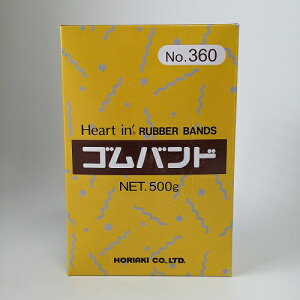 No.360
Heart in' RUBBER BANDS
ゴムバンド
NET. 500g
HORIAKI CO., LTD.